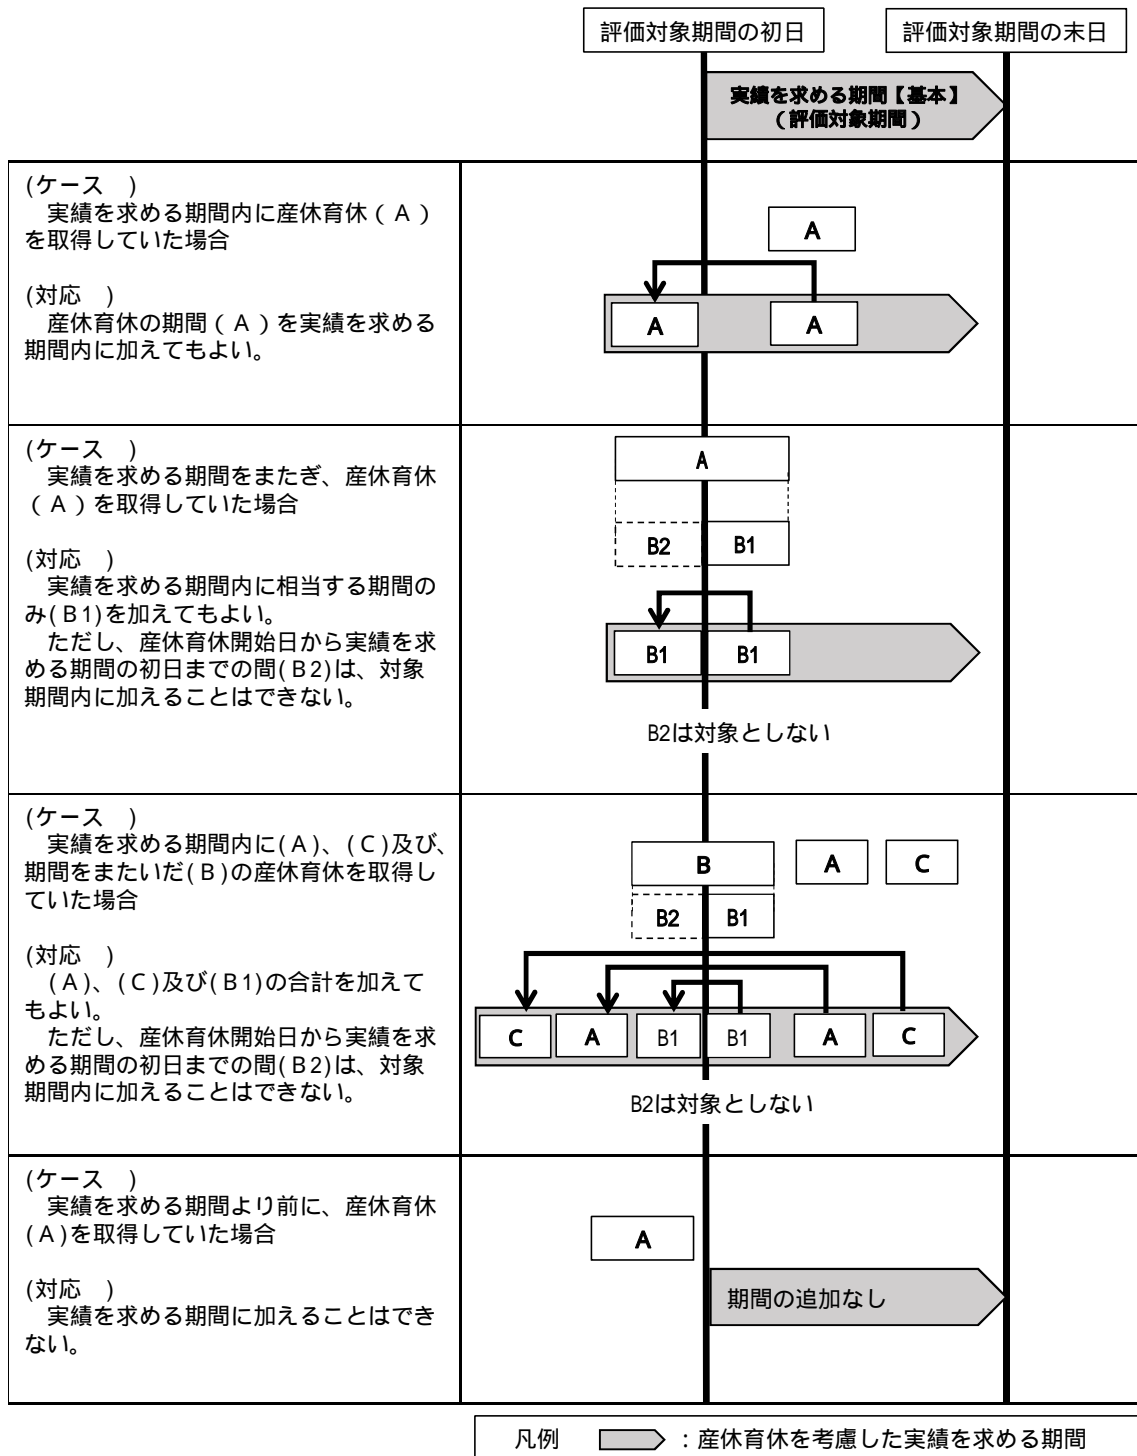 評価対象期間の初日
評価対象期間の末日
実績を求める期間【基本】
（評価対象期間）
(ケース　)
実績を求める期間内に産休育休（Ａ）
を取得していた場合
(対応　)
産休育休の期間（Ａ）を実績を求める
期間内に加えてもよい。
A
A
A
(ケース　)
実績を求める期間をまたぎ、産休育休
（Ａ）を取得していた場合
(対応　)
実績を求める期間内に相当する期間の
み(Ｂ1)を加えてもよい。
ただし、産休育休開始日から実績を求
める期間の初日までの間(Ｂ2)は、対象
期間内に加えることはできない。
A
B2
B1
B1
B1
B2は対象としない
(ケース　)
実績を求める期間内に(Ａ)、(Ｃ)及び、
期間をまたいだ(Ｂ)の産休育休を取得し
ていた場合
(対応　)
(Ａ)、(Ｃ)及び(Ｂ1)の合計を加えて
もよい。
ただし、産休育休開始日から実績を求
める期間の初日までの間(Ｂ2)は、対象
期間内に加えることはできない。
B
A
C
B2
B1
C
A
B1
B1
A
C
B2は対象としない
(ケース　)
実績を求める期間より前に、産休育休
(Ａ)を取得していた場合
(対応　)
実績を求める期間に加えることはでき
ない。
A
期間の追加なし
凡例　：産休育休を考慮した実績を求める期間